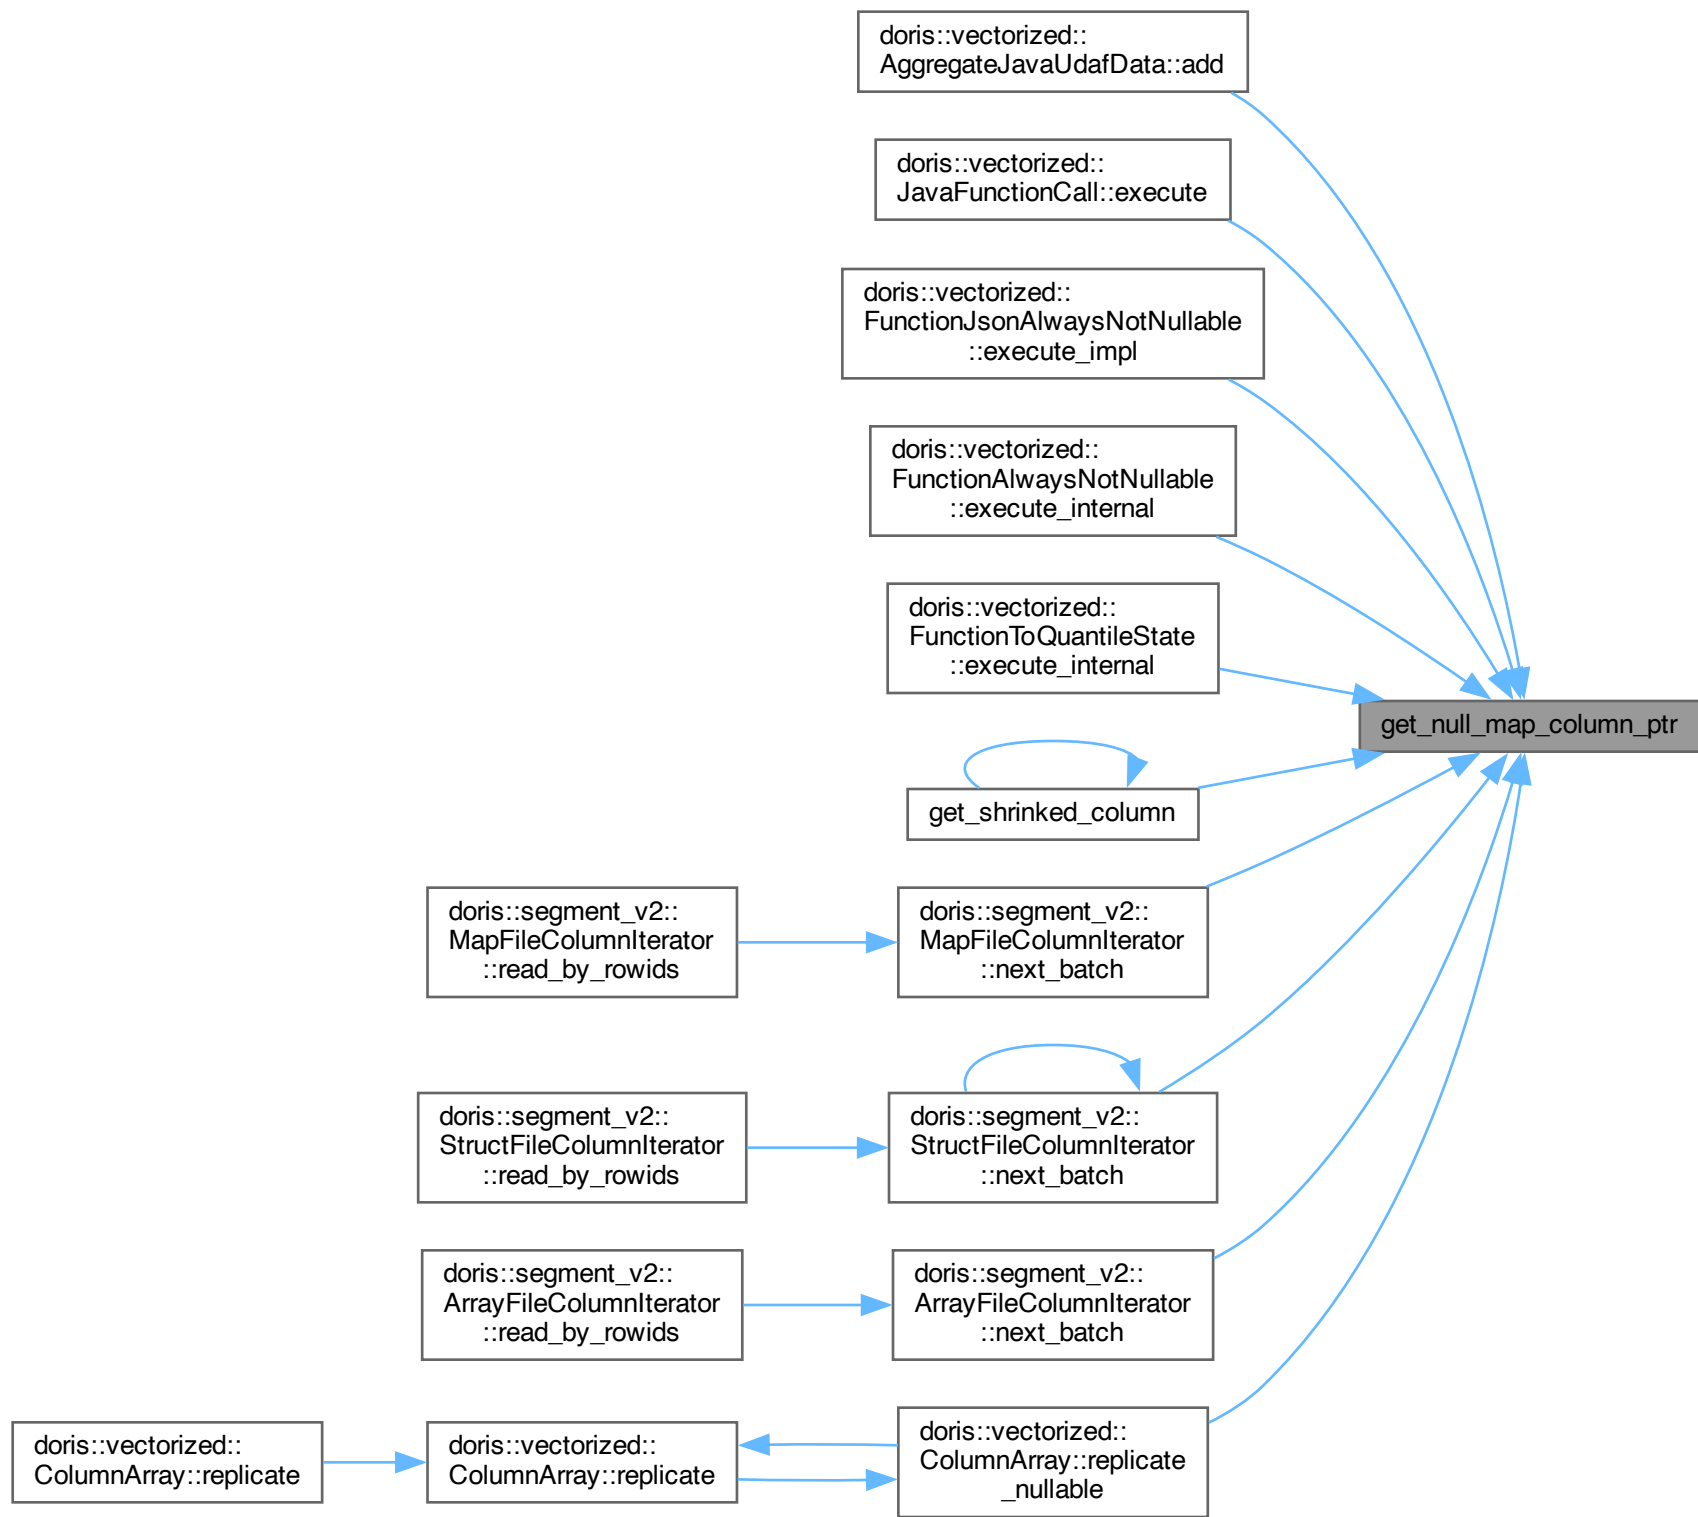 doris::vectorized::
AggregateJavaUdafData::add
doris::vectorized::
JavaFunctionCall::execute
doris::vectorized::
FunctionJsonAlwaysNotNullable
::execute_impl
doris::vectorized::
FunctionAlwaysNotNullable
::execute_internal
doris::vectorized::
FunctionToQuantileState
::execute_internal
get_null_map_column_ptr
get_shrinked_column
doris::segment_v2::
MapFileColumnIterator
::read_by_rowids
doris::segment_v2::
MapFileColumnIterator
::next_batch
doris::segment_v2::
StructFileColumnIterator
::read_by_rowids
doris::segment_v2::
StructFileColumnIterator
::next_batch
doris::segment_v2::
ArrayFileColumnIterator
::read_by_rowids
doris::segment_v2::
ArrayFileColumnIterator
::next_batch
doris::vectorized::
ColumnArray::replicate
doris::vectorized::
ColumnArray::replicate
doris::vectorized::
ColumnArray::replicate
_nullable